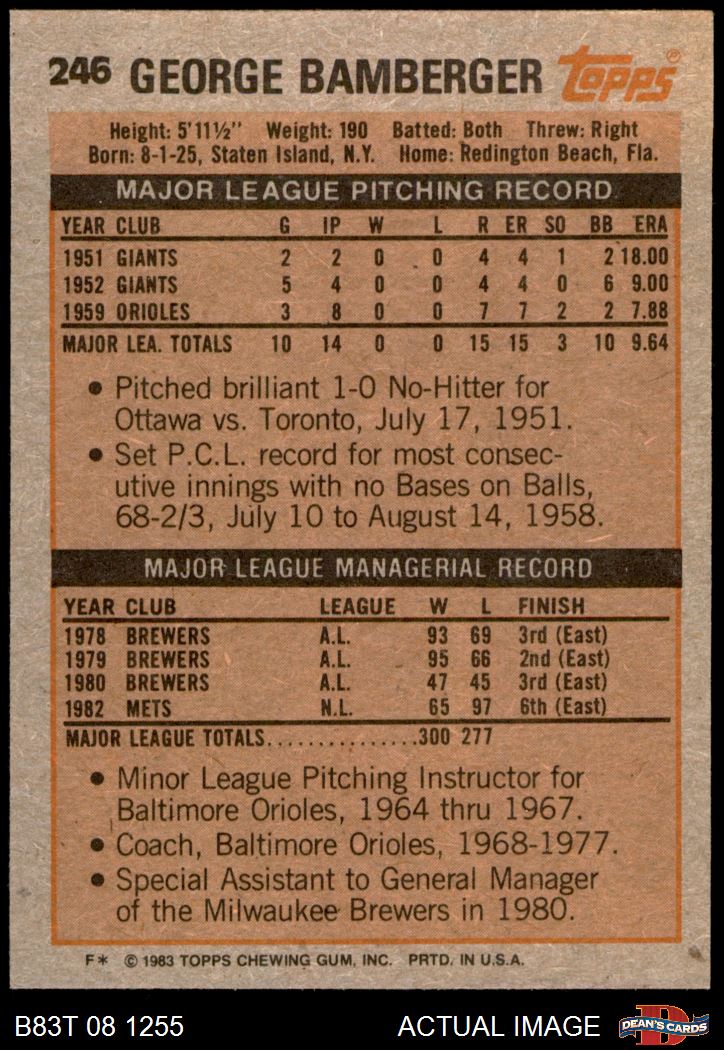 246 GEORGE BAMBERGER topps®
Height: 5'11½" Weight: 190 Batted: Both Threw: Right
Born: 8-1-25, Staten Island, N.Y. Home: Redington Beach, Fla.
MAJOR LEAGUE PITCHING RECORD
YEAR CLUB G IP W L R ER SO BB ERA
1951 GIANTS 2 2 0 0 4 4 1 2 18.00
1952 GIANTS 5 4 0 0 4 4 0 6 9.00
1959 ORIOLES 3 8 0 0 7 7 2 2 7.88
MAJOR LEA. TOTALS 10 14 0 0 15 15 3 10 9.64
• Pitched brilliant 1-0 No-Hitter for
Ottawa vs. Toronto, July 17, 1951.
• Set P.C.L. record for most consec-
utive innings with no Bases on Balls,
68-2/3, July 10 to August 14, 1958.
MAJOR LEAGUE MANAGERIAL RECORD
YEAR CLUB LEAGUE W L FINISH
1978 BREWERS A.L. 93 69 3rd (East)
1979 BREWERS A.L. 95 66 2nd (East)
1980 BREWERS A.L. 47 45 3rd (East)
1982 METS N.L. 65 97 6th (East)
MAJOR LEAGUE TOTALS...............300 277
• Minor League Pitching Instructor for
Baltimore Orioles, 1964 thru 1967.
• Coach, Baltimore Orioles, 1968-1977.
• Special Assistant to General Manager
of the Milwaukee Brewers in 1980.
F* © 1983 TOPPS CHEWING GUM, INC. PRTD. IN U.S.A.
B83T 08 1255 ACTUAL IMAGE D DEAN'S CARDS